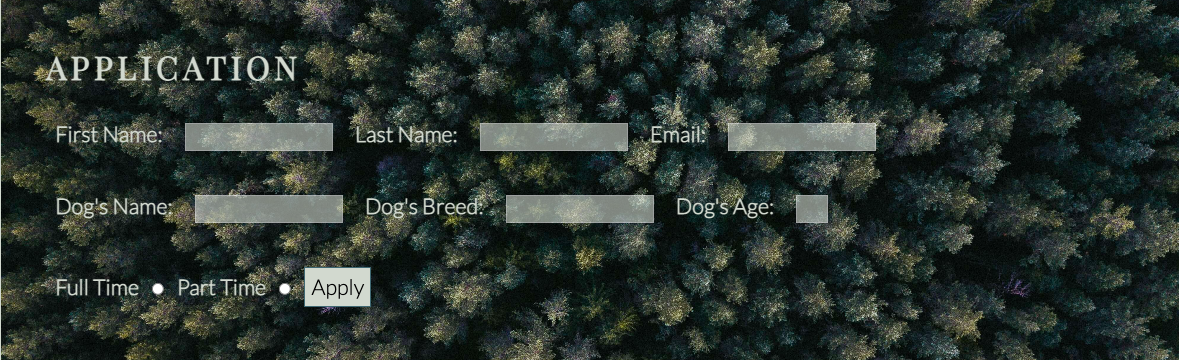 APPLICATION
First Name: Last Name: Email:
Dog's Name: Dog's Breed: Dog's Age:
Full Time Part Time Apply